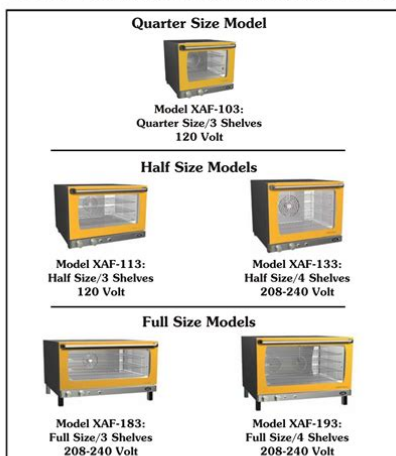 Quarter Size Model
Model XAF-103:
Quarter Size/3 Shelves
120 Volt
Half Size Models
Model XAF-113:
Half Size/3 Shelves
120 Volt
Model XAF-133:
Half Size/4 Shelves
208-240 Volt
Full Size Models
Model XAF-183:
Full Size/3 Shelves
208-240 Volt
Model XAF-193:
Full Size/4 Shelves
208-240 Volt